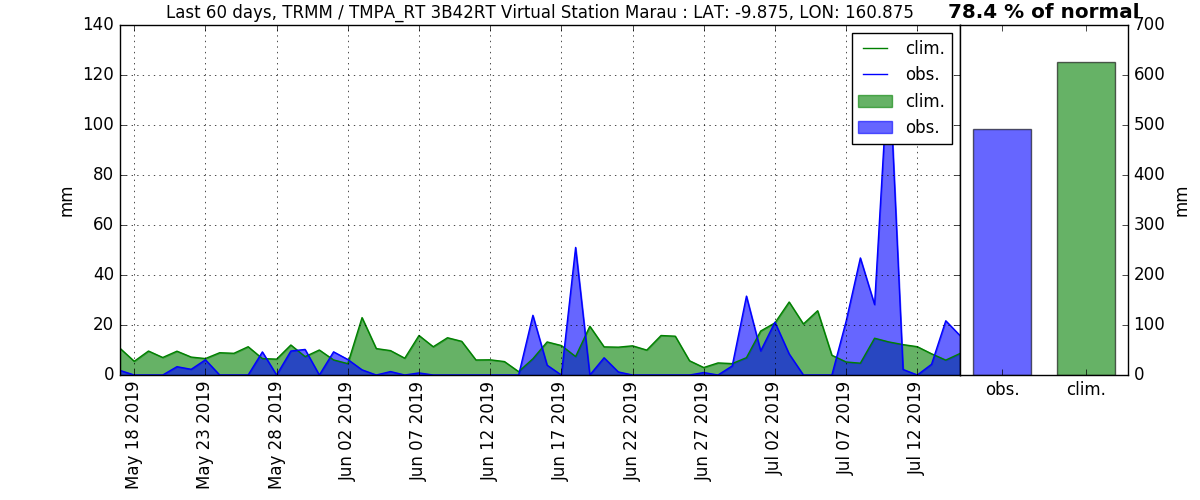 Last 60 days, TRMM / TMPA_RT 3B42RT Virtual Station Marau : LAT: -9.875, LON: 160.875
78.4 % of normal
mm
140
120
100
80
60
40
20
0
clim.
obs.
clim.
obs.
700
600
500
400
300
200
100
0
mm
May 18 2019
May 23 2019
May 28 2019
Jun 02 2019
Jun 07 2019
Jun 12 2019
Jun 17 2019
Jun 22 2019
Jun 27 2019
Jul 02 2019
Jul 07 2019
Jul 12 2019
obs.
clim.